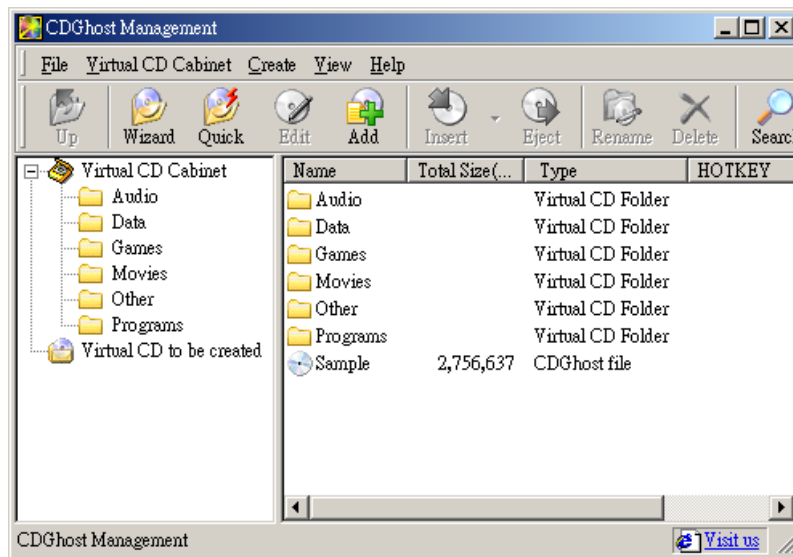 CDGhost Management
File Virtual CD Cabinet Create View Help
Up Wizard Quick Edit Add Insert Eject Rename Delete Searc
Virtual CD Cabinet
Audio
Data
Games
Movies
Other
Programs
Virtual CD to be created
Name Total Size(... Type HOTKEY
Audio Virtual CD Folder
Data Virtual CD Folder
Games Virtual CD Folder
Movies Virtual CD Folder
Other Virtual CD Folder
Programs Virtual CD Folder
Sample 2,756,637 CDGhost file
CDGhost Management Visit us